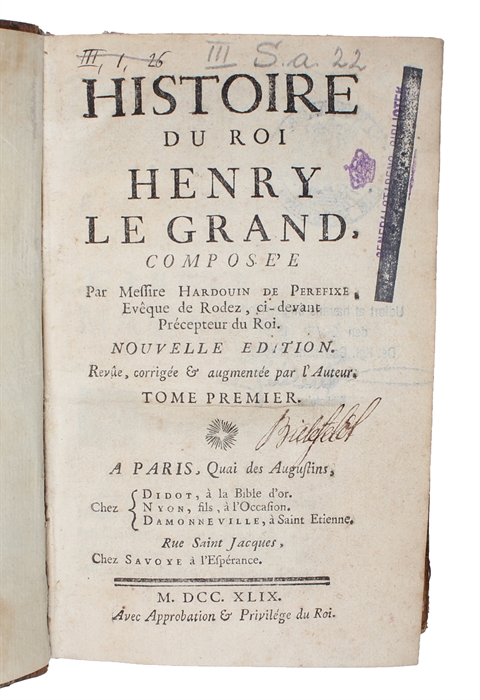 III, 1, 26
III S.a. 22
HISTOIRE
DU ROI
HENRY
LE GRAND,
COMPOSÉE
Par Messire HARDOUIN DE PEREFIXE,
Evêque de Rodez, ci-devant
Précepteur du Roi.
NOUVELLE EDITION.
Revûe, corrigée & augmentée par l'Auteur.
TOME PREMIER.
Bielefeldt
A PARIS, Quai des Augustins,
Chez { DIDOT, à la Bible d'or.
NYON, fils, à l'Occasion.
DAMONNEVILLE, à Saint Etienne.
Rue Saint Jacques,
Chez SAVOYE à l'Espérance.
M. DCC. XLIX.
Avec Approbation & Privilége du Roi.